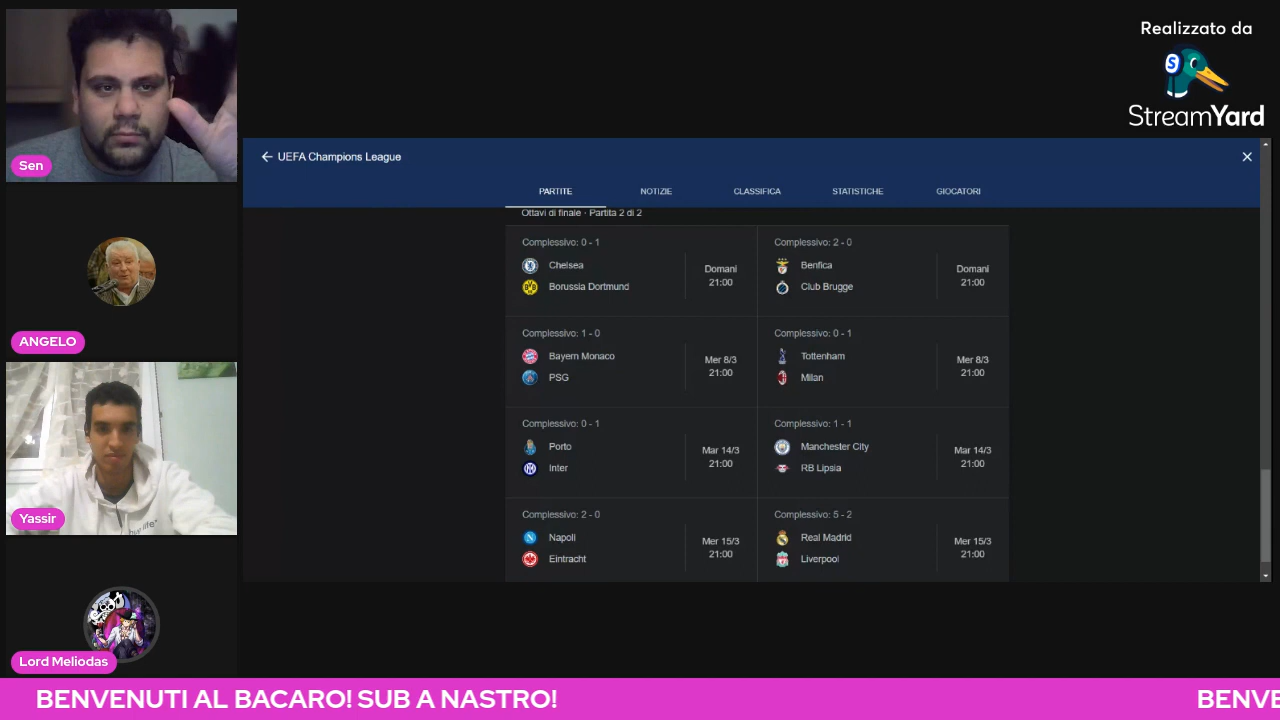 Realizzato da
StreamYard
Sen
ANGELO
Yassir
Lord Meliodas
UEFA Champions League
PARTITE NOTIZIE CLASSIFICA STATISTICHE GIOCATORI
Ottavi di finale · Partita 2 di 2
Complessivo: 0 - 1
Chelsea
Borussia Dortmund
Domani
21:00
Complessivo: 2 - 0
Benfica
Club Brugge
Domani
21:00
Complessivo: 1 - 0
Bayern Monaco
PSG
Mer 8/3
21:00
Complessivo: 0 - 1
Tottenham
Milan
Mer 8/3
21:00
Complessivo: 0 - 1
Porto
Inter
Mar 14/3
21:00
Complessivo: 1 - 1
Manchester City
RB Lipsia
Mar 14/3
21:00
Complessivo: 2 - 0
Napoli
Eintracht
Mer 15/3
21:00
Complessivo: 5 - 2
Real Madrid
Liverpool
Mer 15/3
21:00
BENVENUTI AL BACARO! SUB A NASTRO! BENVE